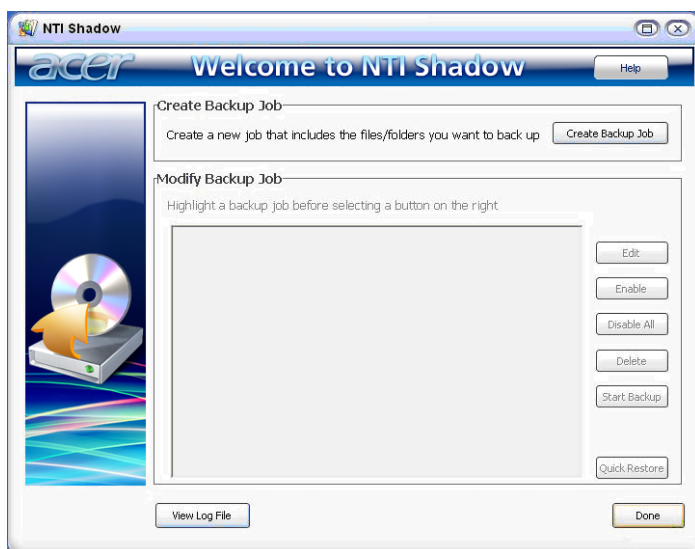 NTI Shadow
acer Welcome to NTI Shadow Help
Create Backup Job
Create a new job that includes the files/folders you want to back up Create Backup Job
Modify Backup Job
Highlight a backup job before selecting a button on the right
Edit
Enable
Disable All
Delete
Start Backup
Quick Restore
View Log File Done